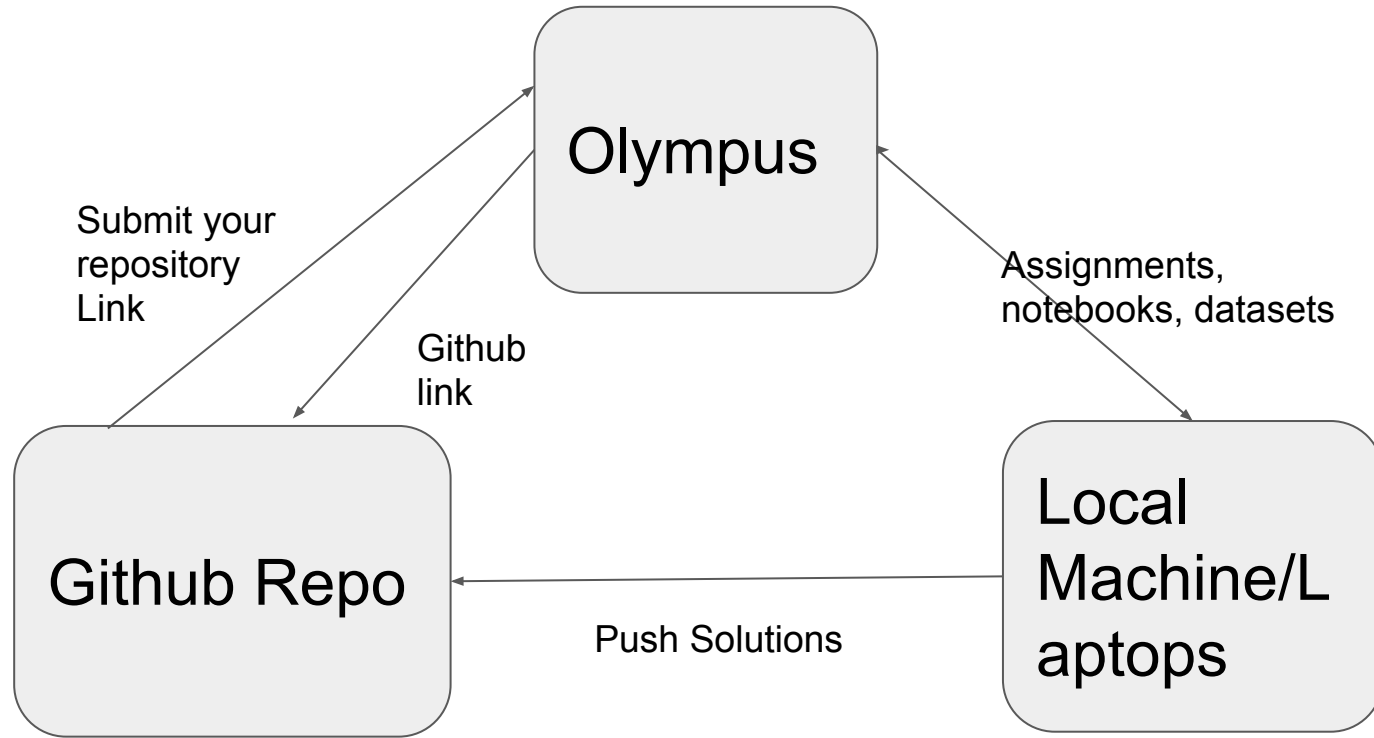 Olympus
Submit your
repository
Link
Assignments,
notebooks, datasets
Github
link
Github Repo
Local
Machine/L
aptops
Push Solutions